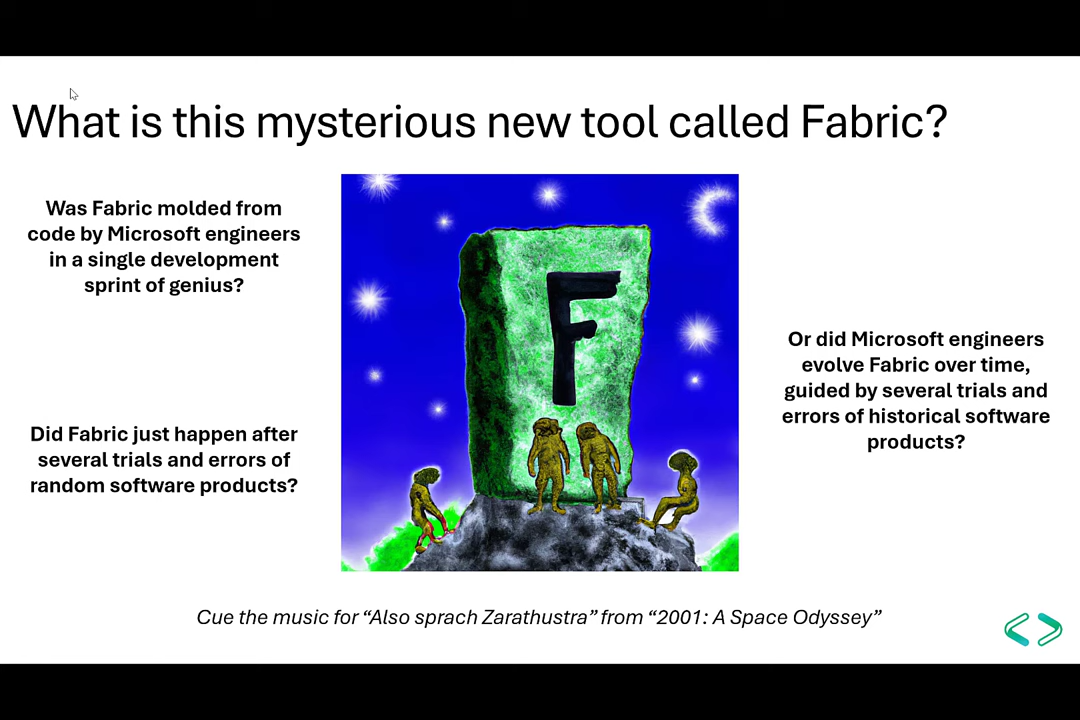 What is this mysterious new tool called Fabric?
Was Fabric molded from
code by Microsoft engineers
in a single development
sprint of genius?
Did Fabric just happen after
several trials and errors of
random software products?
F
Or did Microsoft engineers
evolve Fabric over time,
guided by several trials and
errors of historical software
products?
Cue the music for “Also sprach Zarathustra” from “2001: A Space Odyssey”